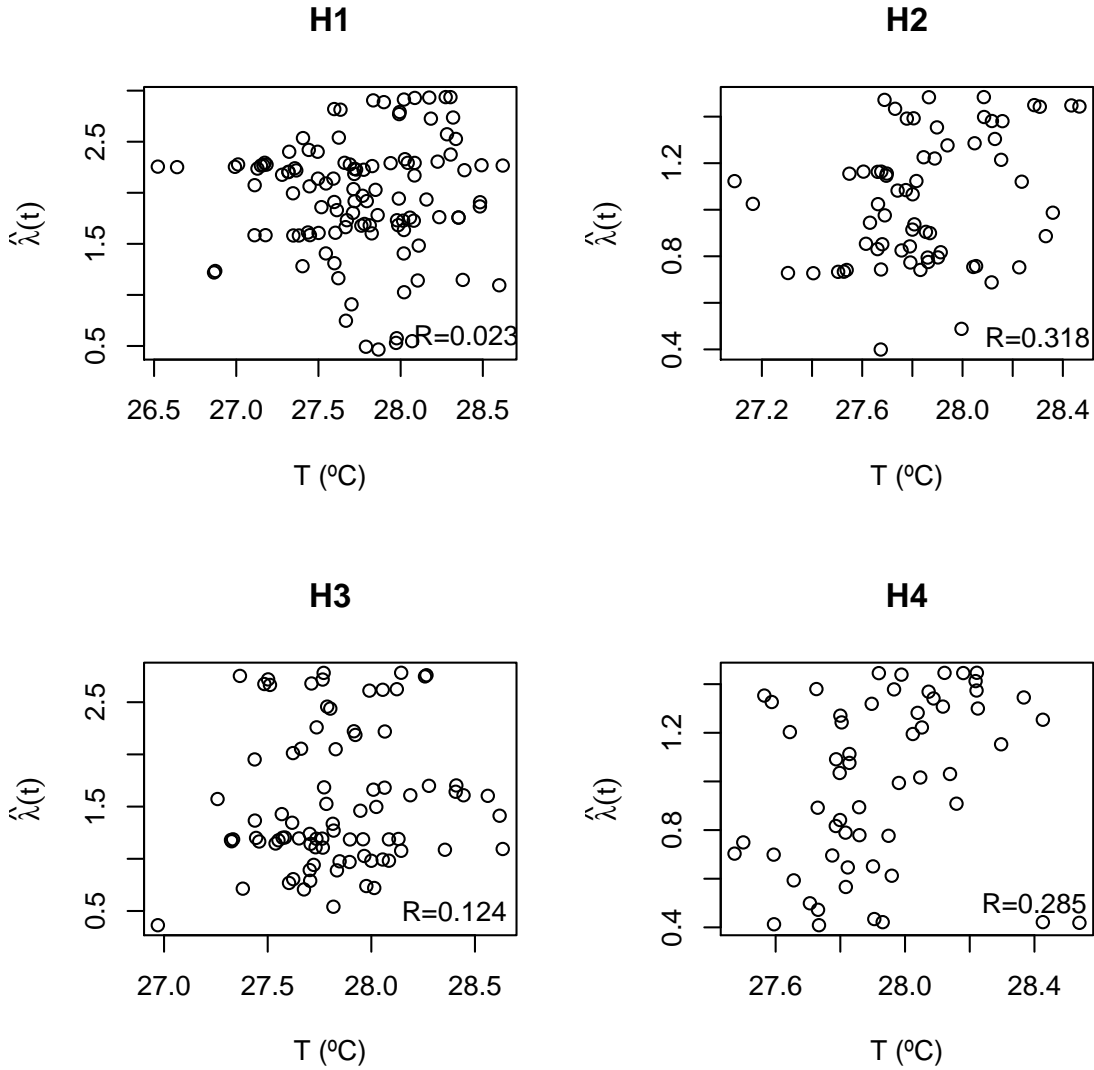 H1
2.5
1.5
0.5
λ̂(t)
R=0.023
26.5 27.0 27.5 28.0 28.5
T (ºC)
H2
1.2
0.8
0.4
λ̂(t)
R=0.318
27.2 27.6 28.0 28.4
T (ºC)
H3
2.5
1.5
0.5
λ̂(t)
R=0.124
27.0 27.5 28.0 28.5
T (ºC)
H4
1.2
0.8
0.4
λ̂(t)
R=0.285
27.6 28.0 28.4
T (ºC)